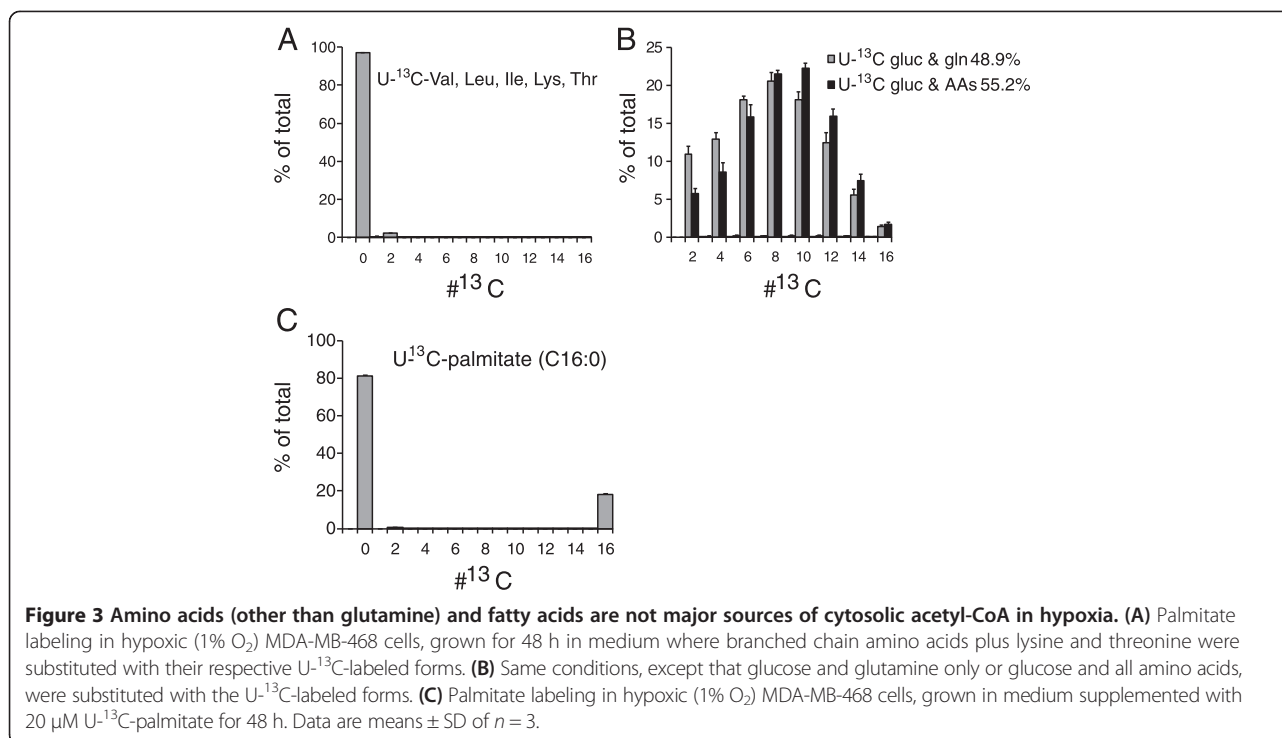 A
100
80
60
40
20
0
% of total
U-¹³C-Val, Leu, Ile, Lys, Thr
0 2 4 6 8 10 12 14 16
#¹³C
B
25
20
15
10
5
0
% of total
U-¹³C gluc & gln 48.9%
U-¹³C gluc & AAs 55.2%
2 4 6 8 10 12 14 16
#¹³C
C
100
80
60
40
20
0
% of total
U-¹³C-palmitate (C16:0)
0 2 4 6 8 10 12 14 16
#¹³C
Figure 3 Amino acids (other than glutamine) and fatty acids are not major sources of cytosolic acetyl-CoA in hypoxia. (A) Palmitate
labeling in hypoxic (1% O₂) MDA-MB-468 cells, grown for 48 h in medium where branched chain amino acids plus lysine and threonine were
substituted with their respective U-¹³C-labeled forms. (B) Same conditions, except that glucose and glutamine only or glucose and all amino acids,
were substituted with the U-¹³C-labeled forms. (C) Palmitate labeling in hypoxic (1% O₂) MDA-MB-468 cells, grown in medium supplemented with
20 μM U-¹³C-palmitate for 48 h. Data are means ± SD of n = 3.